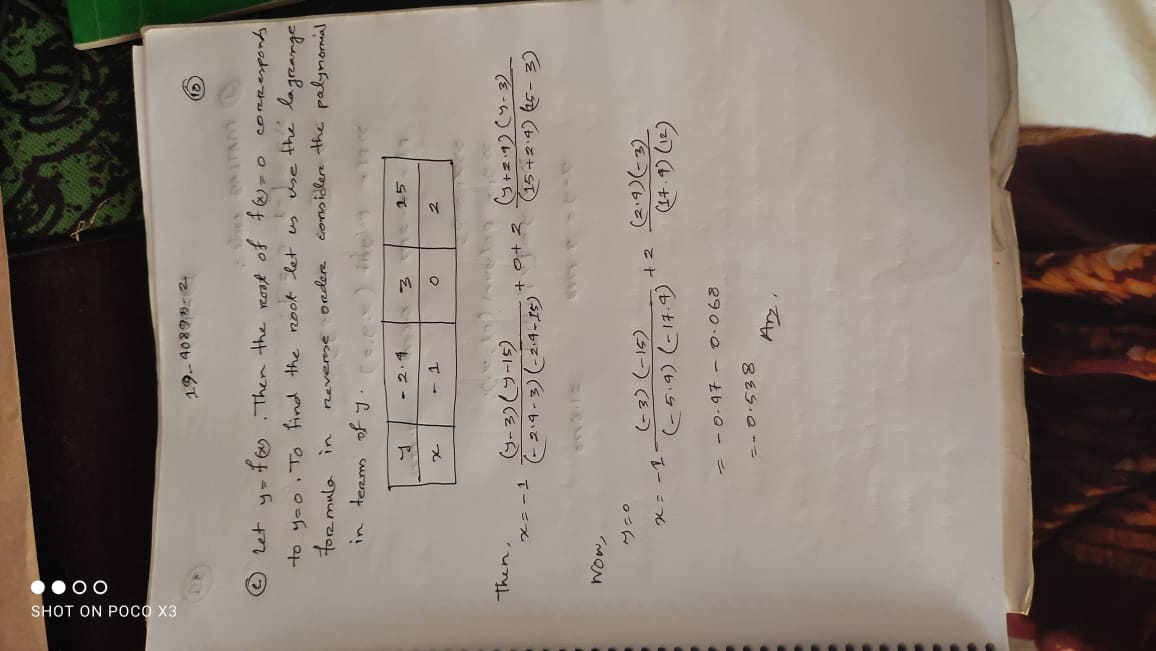 19-40895-2
10
(c) Let y = f(x). Then the root of f(x) = 0 corresponds
to y=0. To find the root let us use the lagrange
formula in reverse order considere the palynomial
in terms of y.
y | -2.9 | 3 | 15
x | -1 | 0 | 2
Then,
x = -1 (y-3)(y-15) / (-2.9-3)(-2.9-15) + 0 + 2 (y+2.9)(y-3) / (15+2.9)(15-3)
Now,
y=0
x = -1 (-3)(-15) / (-5.9)(-17.9) + 2 (2.9)(-3) / (17.9)(12)
= -0.47 - 0.068
= -0.538
Ans.
SHOT ON POCO X3